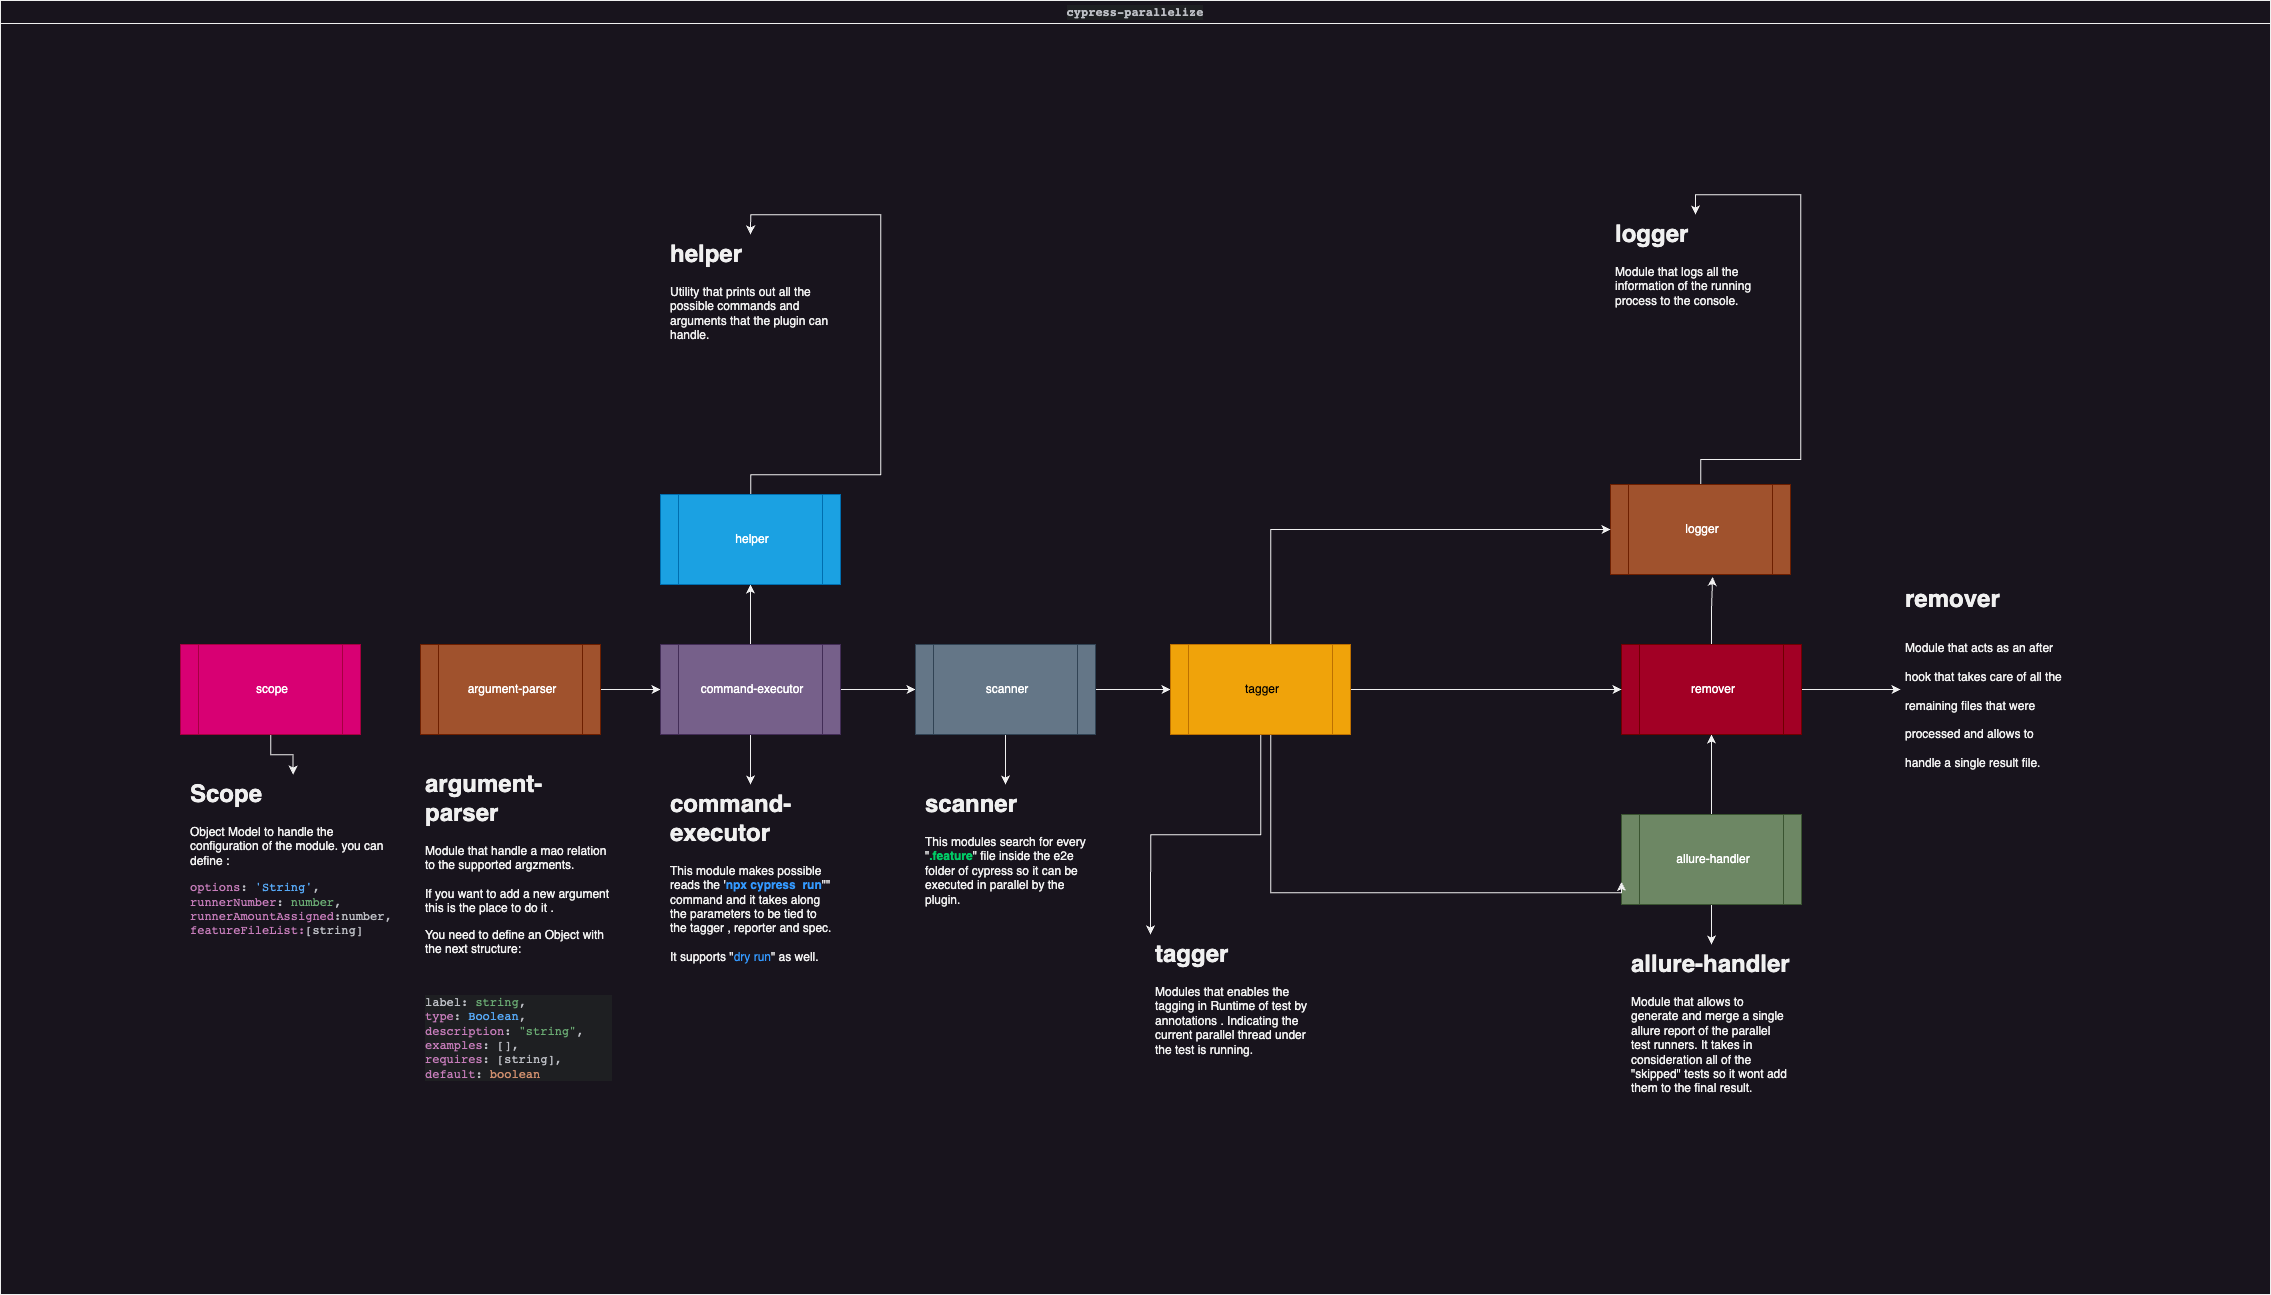 cypress-parallelize
helper
Utility that prints out all the
possible commands and
arguments that the plugin can
handle.
logger
Module that logs all the
information of the running
process to the console.
helper
logger
scope
argument-parser
command-executor
scanner
tagger
remover
remover
Module that acts as an after
hook that takes care of all the
remaining files that were
processed and allows to
handle a single result file.
Scope
Object Model to handle the
configuration of the module. you can
define :
options: 'String',
runnerNumber: number,
runnerAmountAssigned:number,
featureFileList:[string]
argument-
parser
Module that handle a mao relation
to the supported argzments.
If you want to add a new argument
this is the place to do it .
You need to define an Object with
the next structure:
label: string,
type: Boolean,
description: "string",
examples: [],
requires: [string],
default: boolean
command-
executor
This module makes possible
reads the 'npx cypress  run'"
command and it takes along
the parameters to be tied to
the tagger , reporter and spec.
It supports "dry run" as well.
scanner
This modules search for every
".feature" file inside the e2e
folder of cypress so it can be
executed in parallel by the
plugin.
tagger
Modules that enables the
tagging in Runtime of test by
annotations . Indicating the
current parallel thread under
the test is running.
allure-handler
allure-handler
Module that allows to
generate and merge a single
allure report of the parallel
test runners. It takes in
consideration all of the
"skipped" tests so it wont add
them to the final result.